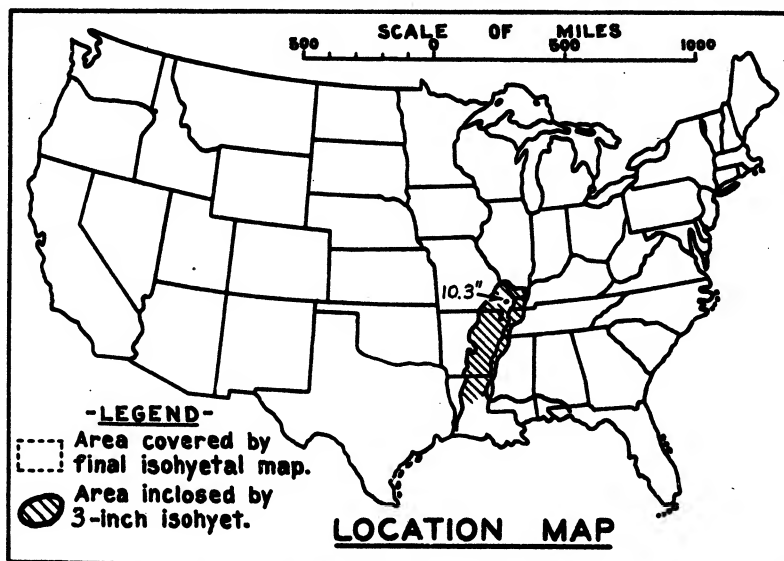 SCALE OF MILES
500 0 500 1000
10.3"
-LEGEND-
Area covered by
final isohyetal map.
Area inclosed by
3-inch isohyet.
LOCATION MAP